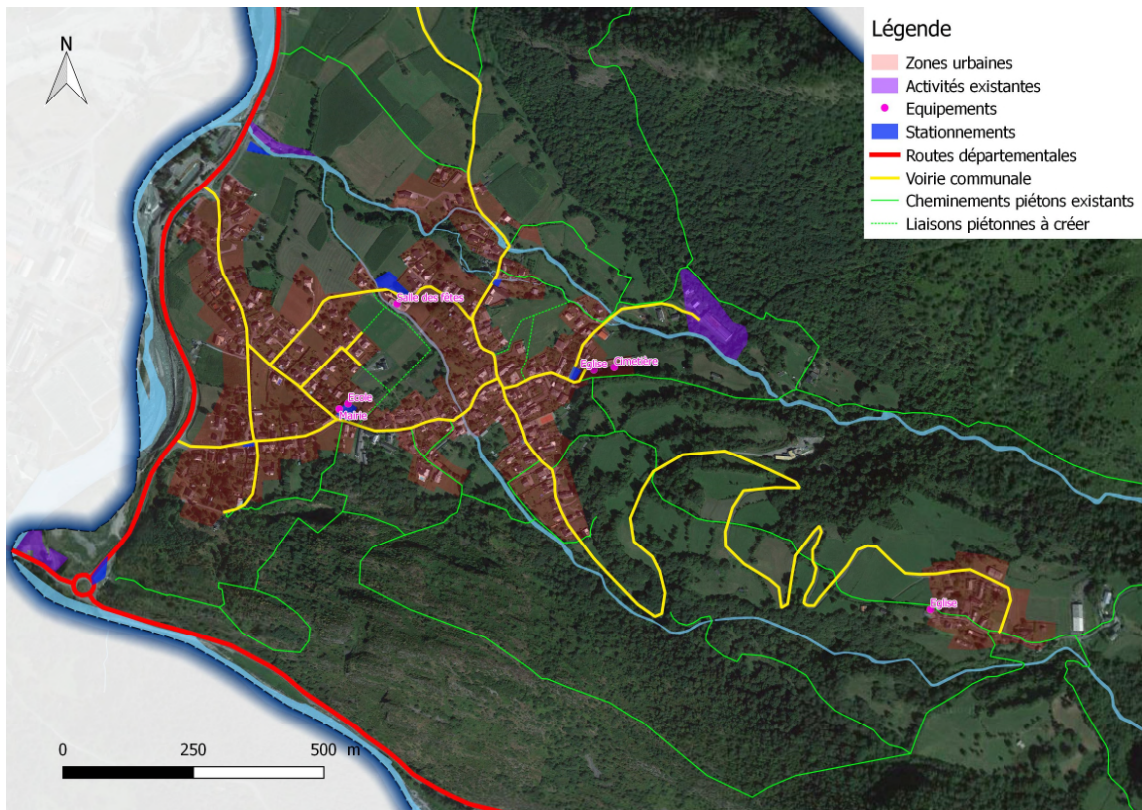 N
Légende
Zones urbaines
Activités existantes
Equipements
Stationnements
Routes départementales
Voirie communale
Cheminements piétons existants
Liaisons piétonnes à créer
Salle des fêtes
Eglise
Cimetière
Ecole
Mairie
Eglise
0 250 500 m